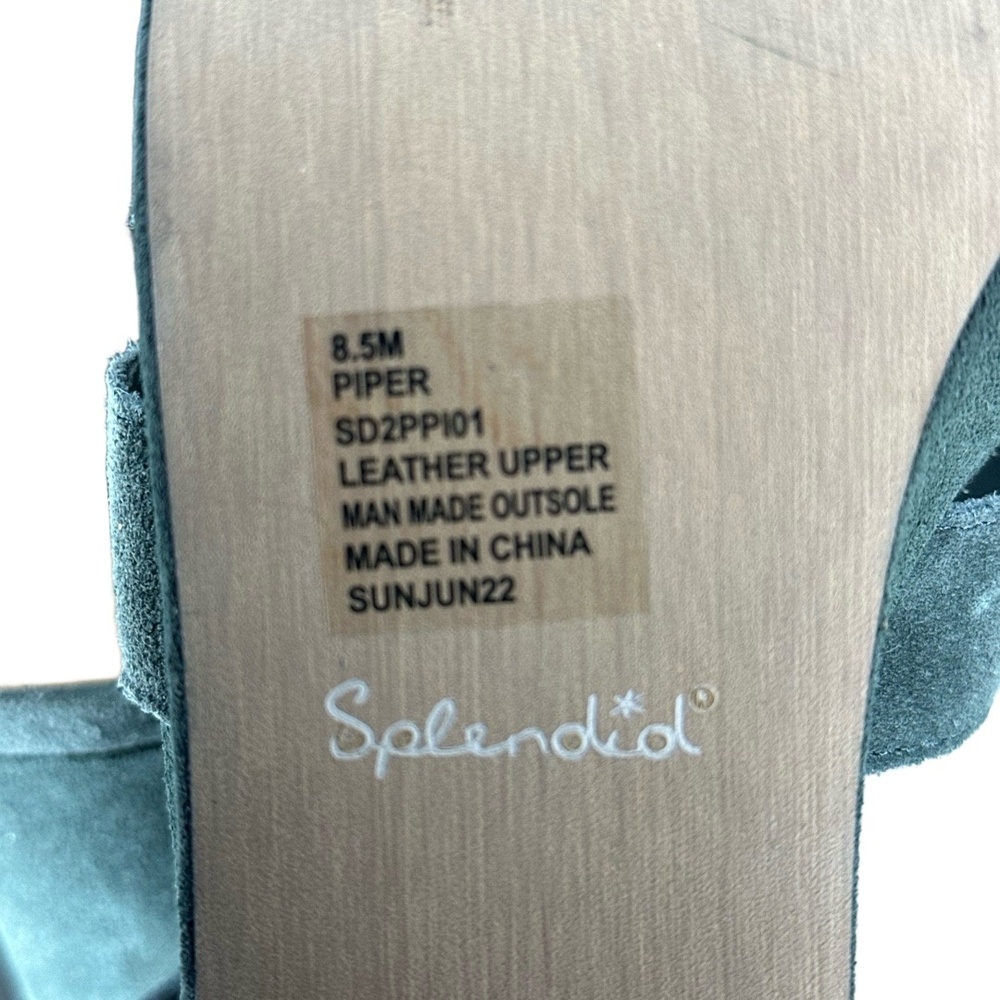 8.5M
PIPER
SD2PPI01
LEATHER UPPER
MAN MADE OUTSOLE
MADE IN CHINA
SUNJUN22
Splendid®